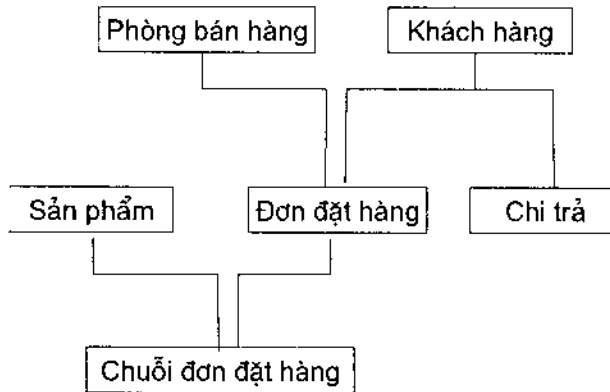 Phòng bán hàng
Khách hàng
Sản phẩm
Đơn đặt hàng
Chi trả
Chuỗi đơn đặt hàng